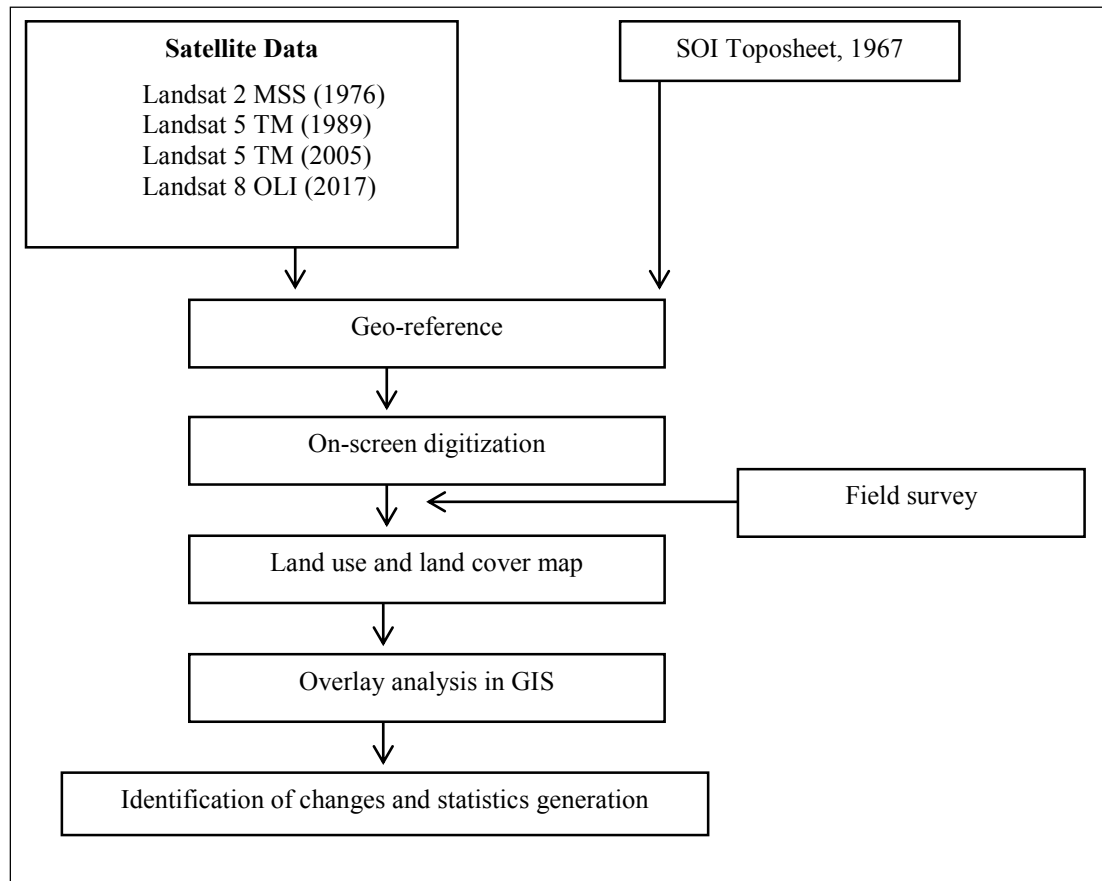 Satellite Data
Landsat 2 MSS (1976)
Landsat 5 TM (1989)
Landsat 5 TM (2005)
Landsat 8 OLI (2017)
SOI Toposheet, 1967
Geo-reference
On-screen digitization
Field survey
Land use and land cover map
Overlay analysis in GIS
Identification of changes and statistics generation